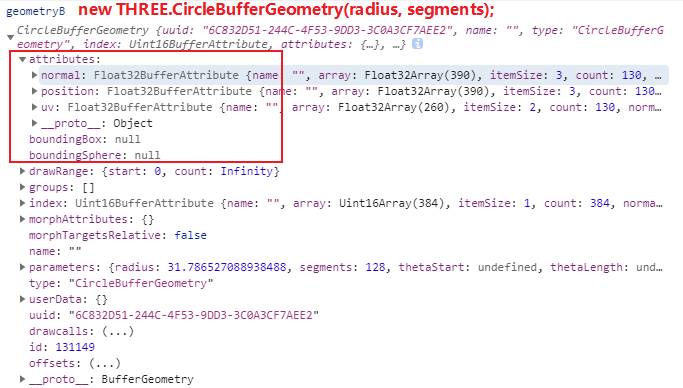 geometryB new THREE.CircleBufferGeometry(radius, segments);
CircleBufferGeometry {uuid: "6C832D51-244C-4F53-9DD3-3C0A3CF7AEE2", name: "", type: "CircleBufferG
eometry", index: Uint16BufferAttribute, attributes: {…}, …} i
▼attributes:
▶normal: Float32BufferAttribute {name: "", array: Float32Array(390), itemSize: 3, count: 130, …
▶position: Float32BufferAttribute {name: "", array: Float32Array(390), itemSize: 3, count: 130…
▶uv: Float32BufferAttribute {name: "", array: Float32Array(260), itemSize: 2, count: 130, norm…
▶__proto__: Object
boundingBox: null
boundingSphere: null
▶drawRange: {start: 0, count: Infinity}
▶groups: []
▶index: Uint16BufferAttribute {name: "", array: Uint16Array(384), itemSize: 1, count: 384, norma…
▶morphAttributes: {}
morphTargetsRelative: false
name: ""
▶parameters: {radius: 31.786527088938488, segments: 128, thetaStart: undefined, thetaLength: und…
type: "CircleBufferGeometry"
▶userData: {}
uuid: "6C832D51-244C-4F53-9DD3-3C0A3CF7AEE2"
drawcalls: (...)
id: 131149
offsets: (...)
▶__proto__: BufferGeometry